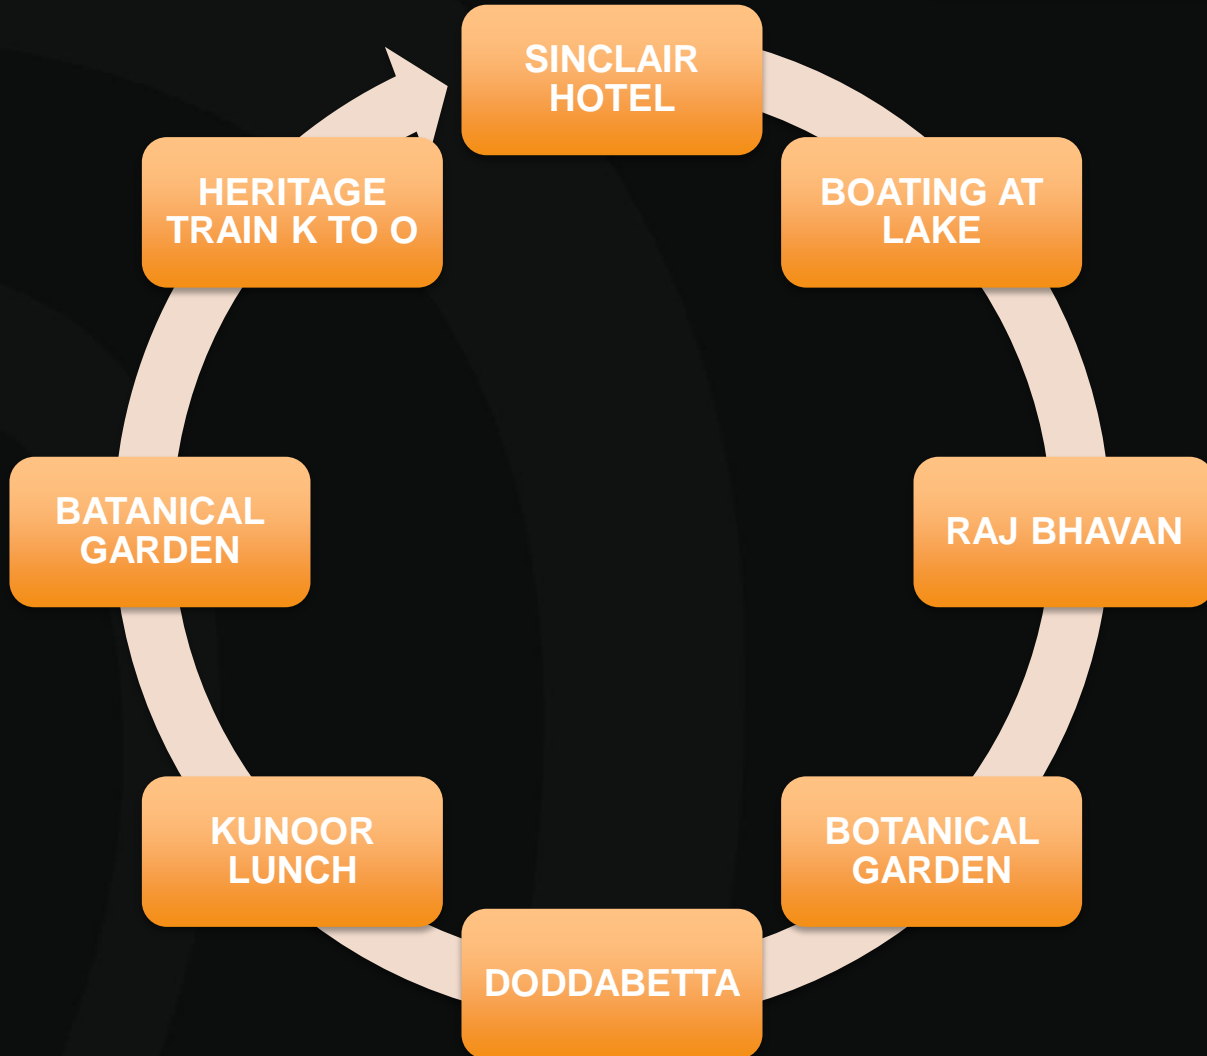 SINCLAIR
HOTEL
BOATING AT
LAKE
RAJ BHAVAN
BOTANICAL
GARDEN
DODDABETTA
KUNOOR
LUNCH
BATANICAL
GARDEN
HERITAGE
TRAIN K TO O